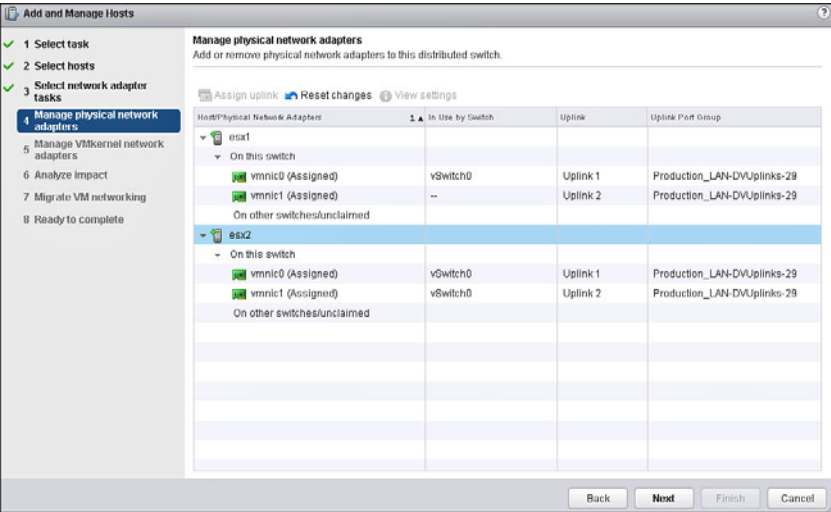 Add and Manage Hosts
?
1 Select task
2 Select hosts
3 Select network adapter
tasks
4 Manage physical network
adapters
5 Manage VMkernel network
adapters
6 Analyze impact
7 Migrate VM networking
8 Ready to complete
Manage physical network adapters
Add or remove physical network adapters to this distributed switch.
Assign uplink Reset changes View settings
Host/Physical Network Adapters 1 ▲ In Use by Switch Uplink Uplink Port Group
esx1
On this switch
vmnic0 (Assigned) vSwitch0 Uplink 1 Production_LAN-DVUplinks-29
vmnic1 (Assigned) -- Uplink 2 Production_LAN-DVUplinks-29
On other switches/unclaimed
esx2
On this switch
vmnic0 (Assigned) vSwitch0 Uplink 1 Production_LAN-DVUplinks-29
vmnic1 (Assigned) vSwitch0 Uplink 2 Production_LAN-DVUplinks-29
On other switches/unclaimed
Back Next Finish Cancel